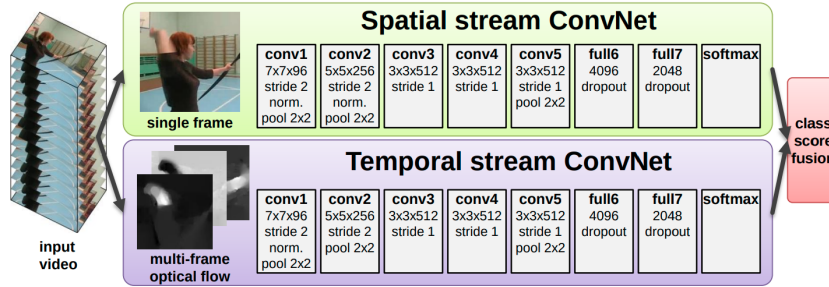 Spatial stream ConvNet
single frame
conv1
7x7x96
stride 2
norm.
pool 2x2
conv2
5x5x256
stride 2
norm.
pool 2x2
conv3
3x3x512
stride 1
conv4
3x3x512
stride 1
conv5
3x3x512
stride 1
pool 2x2
full6
4096
dropout
full7
2048
dropout
softmax
input
video
Temporal stream ConvNet
multi-frame
optical flow
conv1
7x7x96
stride 2
norm.
pool 2x2
conv2
5x5x256
stride 2
pool 2x2
conv3
3x3x512
stride 1
conv4
3x3x512
stride 1
conv5
3x3x512
stride 1
pool 2x2
full6
4096
dropout
full7
2048
dropout
softmax
class
score
fusion